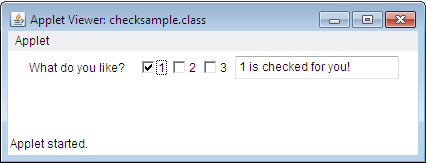 Applet Viewer: checksample.class
Applet
What do you like? 1 2 3 1 is checked for you!
Applet started.